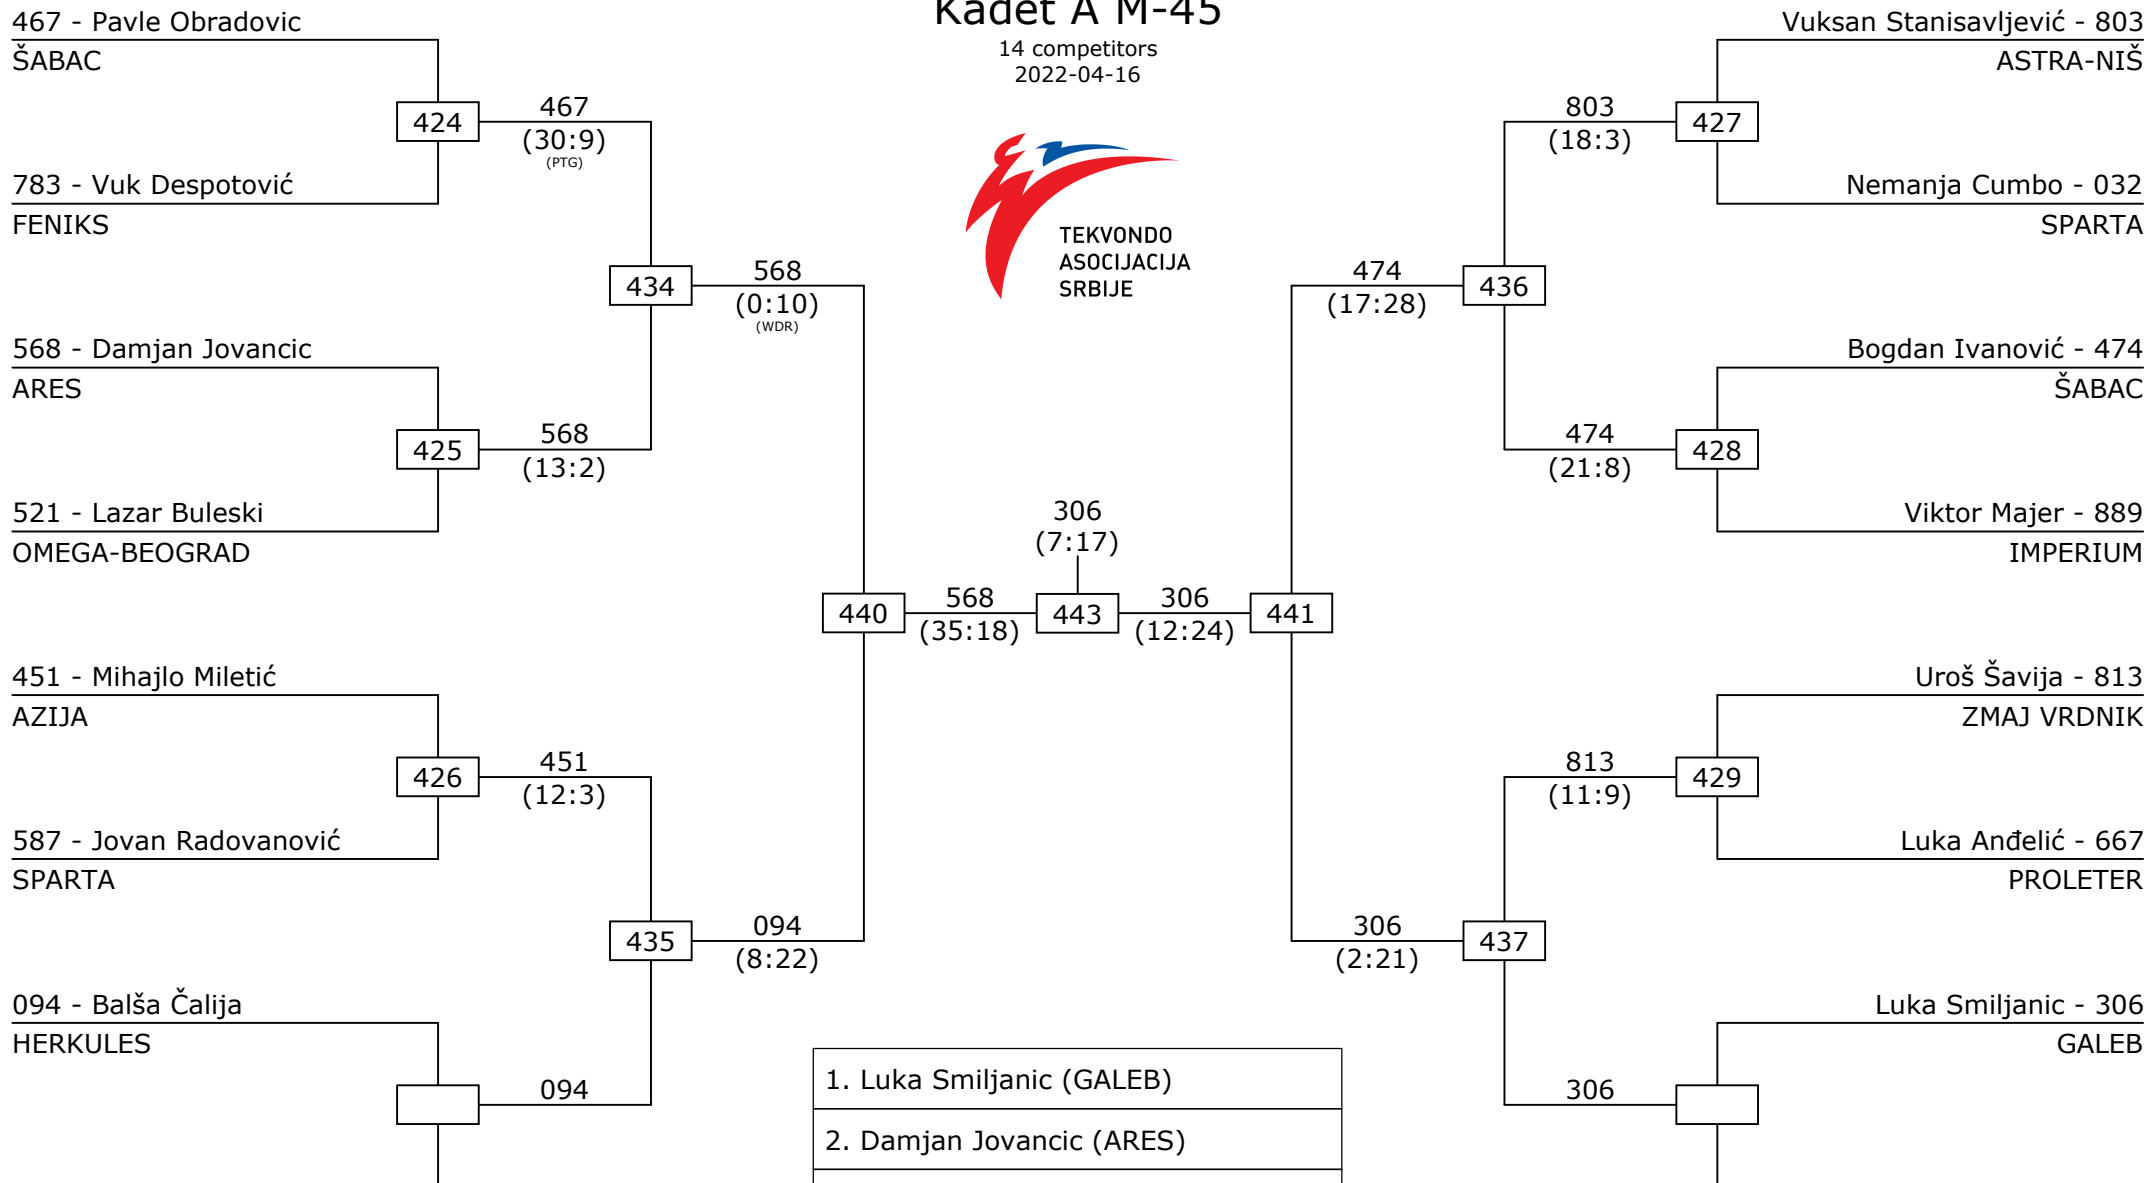 Kadet A M-45
14 competitors
2022-04-16
TEKVONDO
ASOCIJACIJA
SRBIJE
467 - Pavle Obradovic
ŠABAC
424
467
(30:9)
(PTG)
783 - Vuk Despotović
FENIKS
434
568
(0:10)
(WDR)
568 - Damjan Jovancic
ARES
425
568
(13:2)
521 - Lazar Buleski
OMEGA-BEOGRAD
440
568
(35:18)
451 - Mihajlo Miletić
AZIJA
426
451
(12:3)
587 - Jovan Radovanović
SPARTA
435
094
(8:22)
094 - Balša Čalija
HERKULES
094
306
(7:17)
443
306
(12:24)
441
Vuksan Stanisavljević - 803
ASTRA-NIŠ
803
(18:3)
427
Nemanja Cumbo - 032
SPARTA
474
(17:28)
436
Bogdan Ivanović - 474
ŠABAC
474
(21:8)
428
Viktor Majer - 889
IMPERIUM
Uroš Šavija - 813
ZMAJ VRDNIK
813
(11:9)
429
Luka Anđelić - 667
PROLETER
306
(2:21)
437
Luka Smiljanic - 306
GALEB
306
1. Luka Smiljanic (GALEB)
2. Damjan Jovancic (ARES)